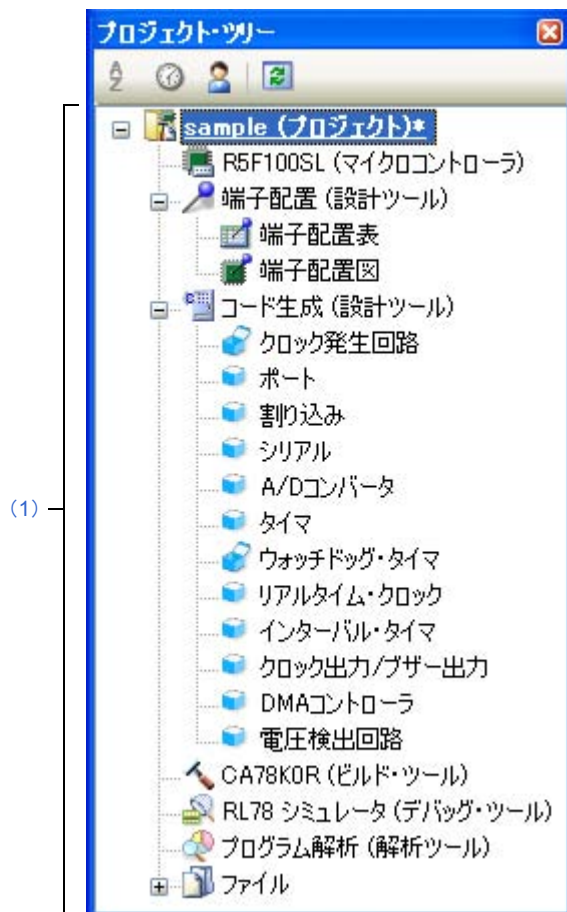 プロジェクト・ツリー
sample (プロジェクト)*
R5F100SL (マイクロコントローラ)
端子配置 (設計ツール)
端子配置表
端子配置図
コード生成 (設計ツール)
クロック発生回路
ポート
割り込み
シリアル
(1)
A/Dコンバータ
タイマ
ウォッチドッグ・タイマ
リアルタイム・クロック
インターバル・タイマ
クロック出力/ブザー出力
DMAコントローラ
電圧検出回路
CA78K0R (ビルド・ツール)
RL78 シミュレータ (デバッグ・ツール)
プログラム解析 (解析ツール)
ファイル